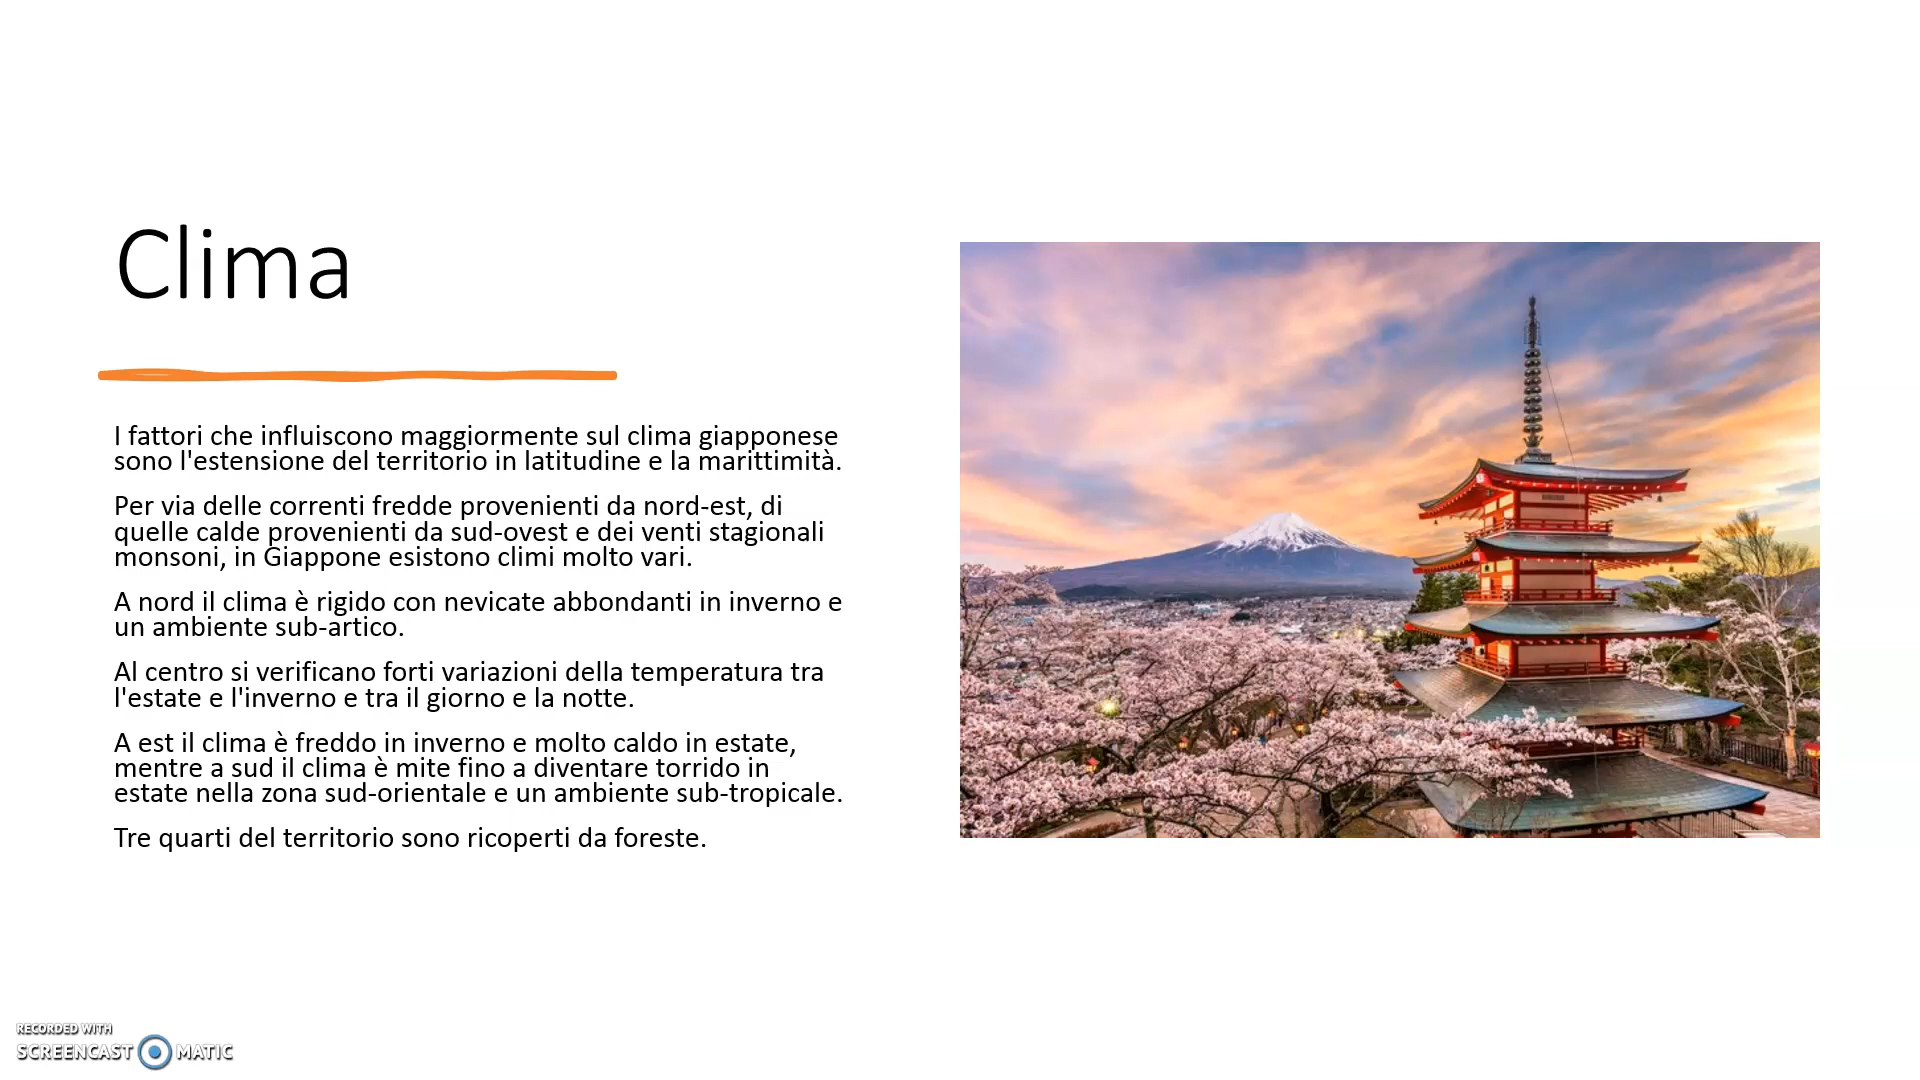 Clima
I fattori che influiscono maggiormente sul clima giapponese
sono l'estensione del territorio in latitudine e la marittimità.
Per via delle correnti fredde provenienti da nord-est, di
quelle calde provenienti da sud-ovest e dei venti stagionali
monsoni, in Giappone esistono climi molto vari.
A nord il clima è rigido con nevicate abbondanti in inverno e
un ambiente sub-artico.
Al centro si verificano forti variazioni della temperatura tra
l'estate e l'inverno e tra il giorno e la notte.
A est il clima è freddo in inverno e molto caldo in estate,
mentre a sud il clima è mite fino a diventare torrido in
estate nella zona sud-orientale e un ambiente sub-tropicale.
Tre quarti del territorio sono ricoperti da foreste.
RECORDED WITH
SCREENCAST MATIC